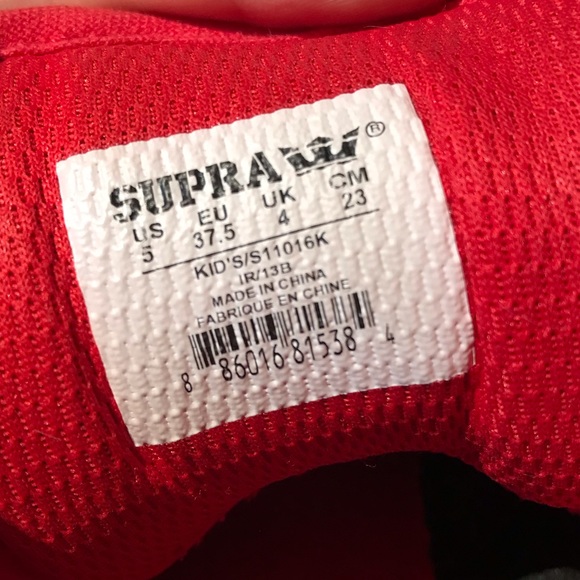 SUPRA ®
US EU UK CM
5 37.5 4 23
KID'S/S11016K
IR/13B
MADE IN CHINA
FABRIQUE EN CHINE
8 86016 81538 4